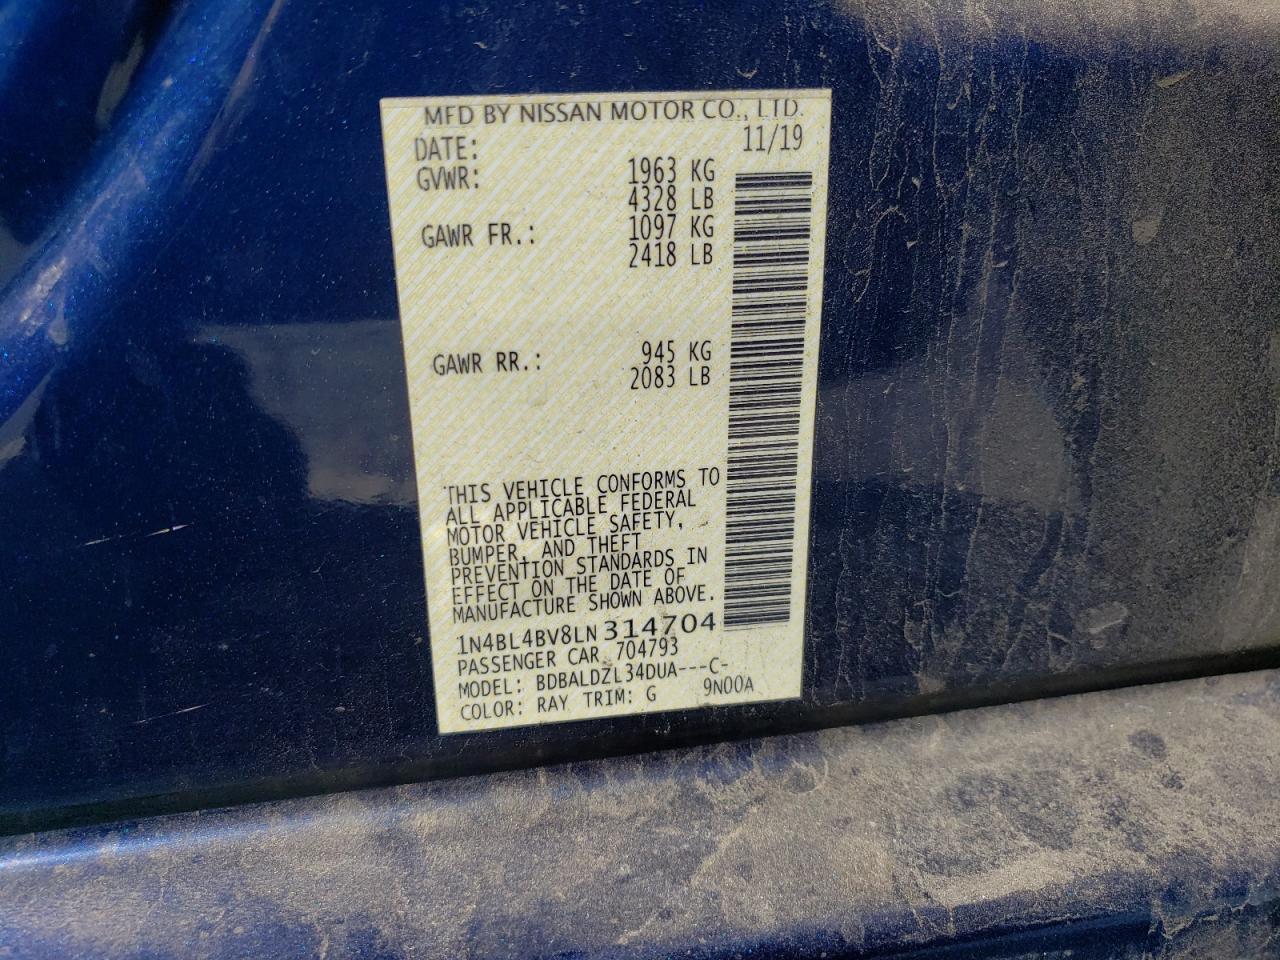 MFD BY NISSAN MOTOR CO., LTD.
DATE: 11/19
GVWR: 1963 KG
4328 LB
GAWR FR.: 1097 KG
2418 LB
GAWR RR.: 945 KG
2083 LB
THIS VEHICLE CONFORMS TO
ALL APPLICABLE FEDERAL
MOTOR VEHICLE SAFETY,
BUMPER, AND THEFT
PREVENTION STANDARDS IN
EFFECT ON THE DATE OF
MANUFACTURE SHOWN ABOVE.
1N4BL4BV8LN314704
PASSENGER CAR 704793
MODEL: BDBALDZL34DUA---C-
COLOR: RAY TRIM: G 9N00A